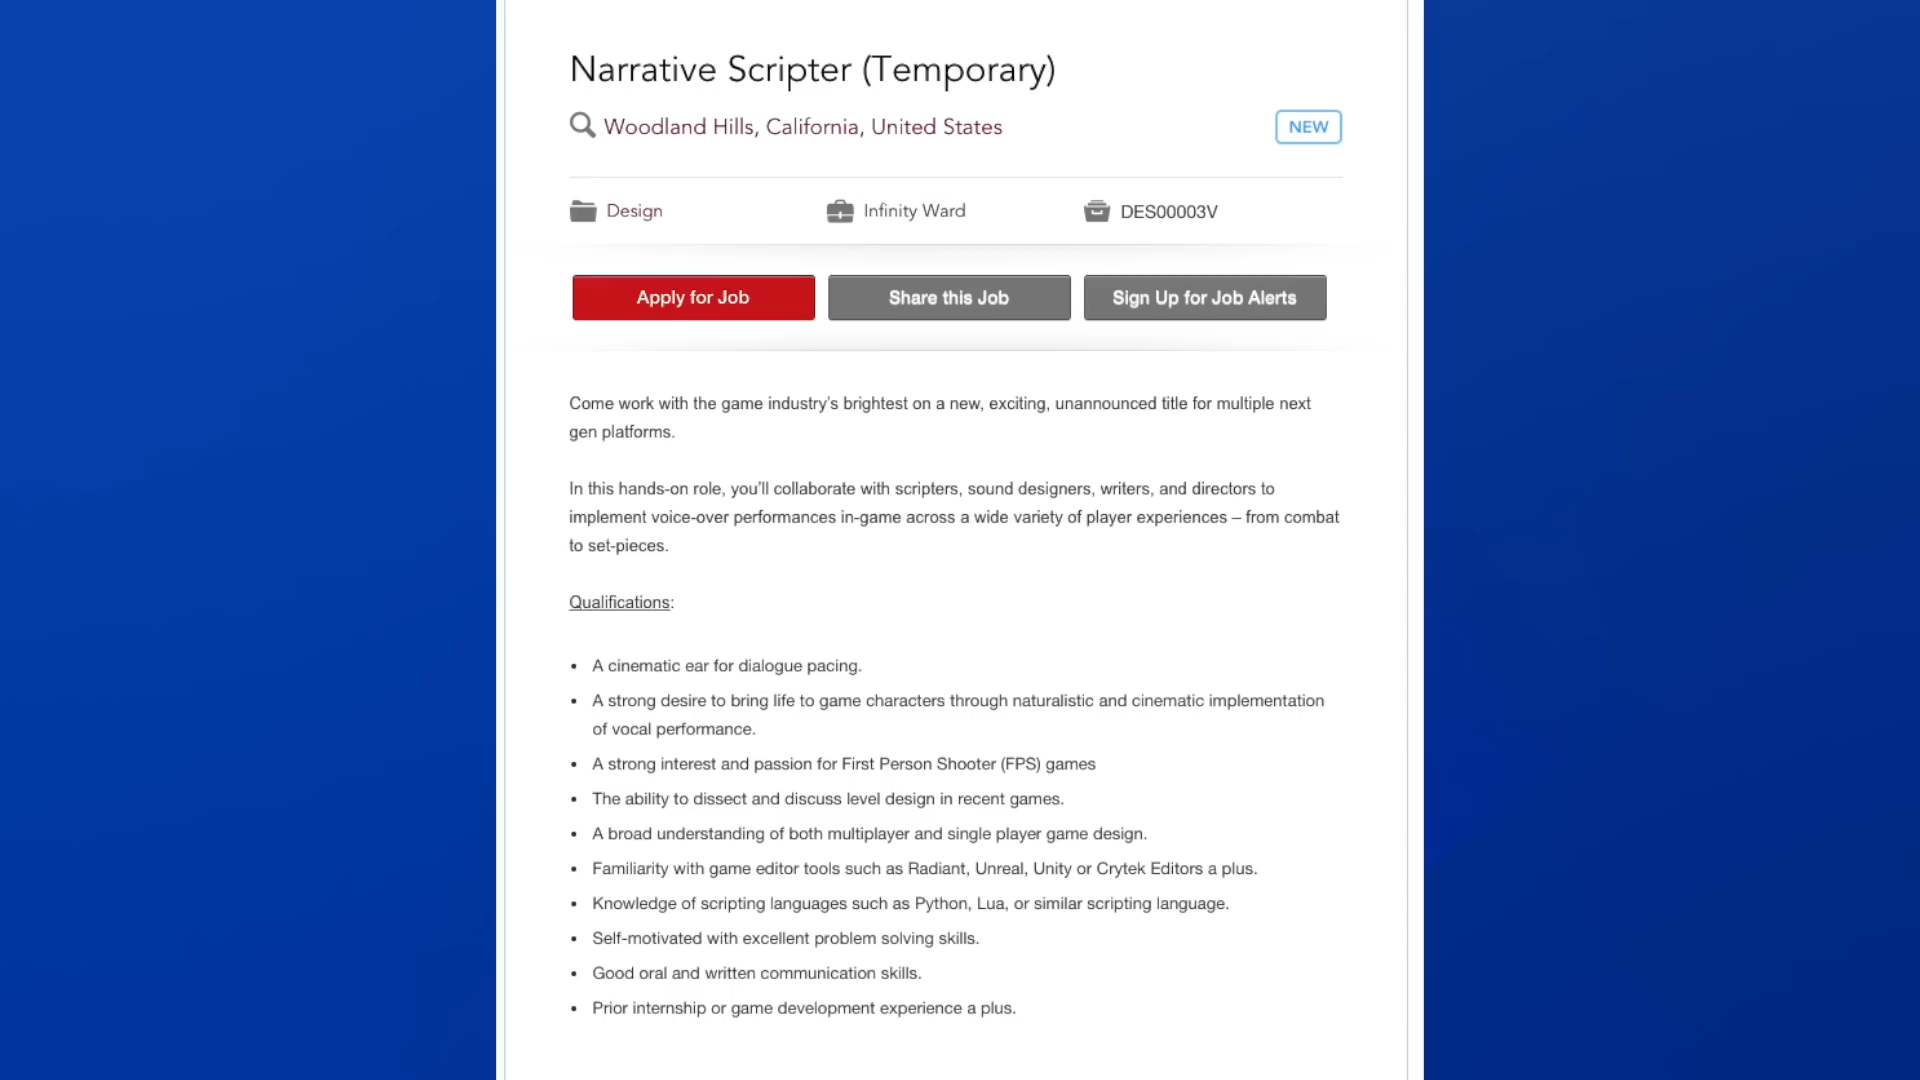 Narrative Scripter (Temporary)
Woodland Hills, California, United States
NEW
Design
Infinity Ward
DES00003V
Apply for Job
Share this Job
Sign Up for Job Alerts
Come work with the game industry’s brightest on a new, exciting, unannounced title for multiple next
gen platforms.
In this hands-on role, you’ll collaborate with scripters, sound designers, writers, and directors to
implement voice-over performances in-game across a wide variety of player experiences – from combat
to set-pieces.
Qualifications:
• A cinematic ear for dialogue pacing.
• A strong desire to bring life to game characters through naturalistic and cinematic implementation
of vocal performance.
• A strong interest and passion for First Person Shooter (FPS) games
• The ability to dissect and discuss level design in recent games.
• A broad understanding of both multiplayer and single player game design.
• Familiarity with game editor tools such as Radiant, Unreal, Unity or Crytek Editors a plus.
• Knowledge of scripting languages such as Python, Lua, or similar scripting language.
• Self-motivated with excellent problem solving skills.
• Good oral and written communication skills.
• Prior internship or game development experience a plus.